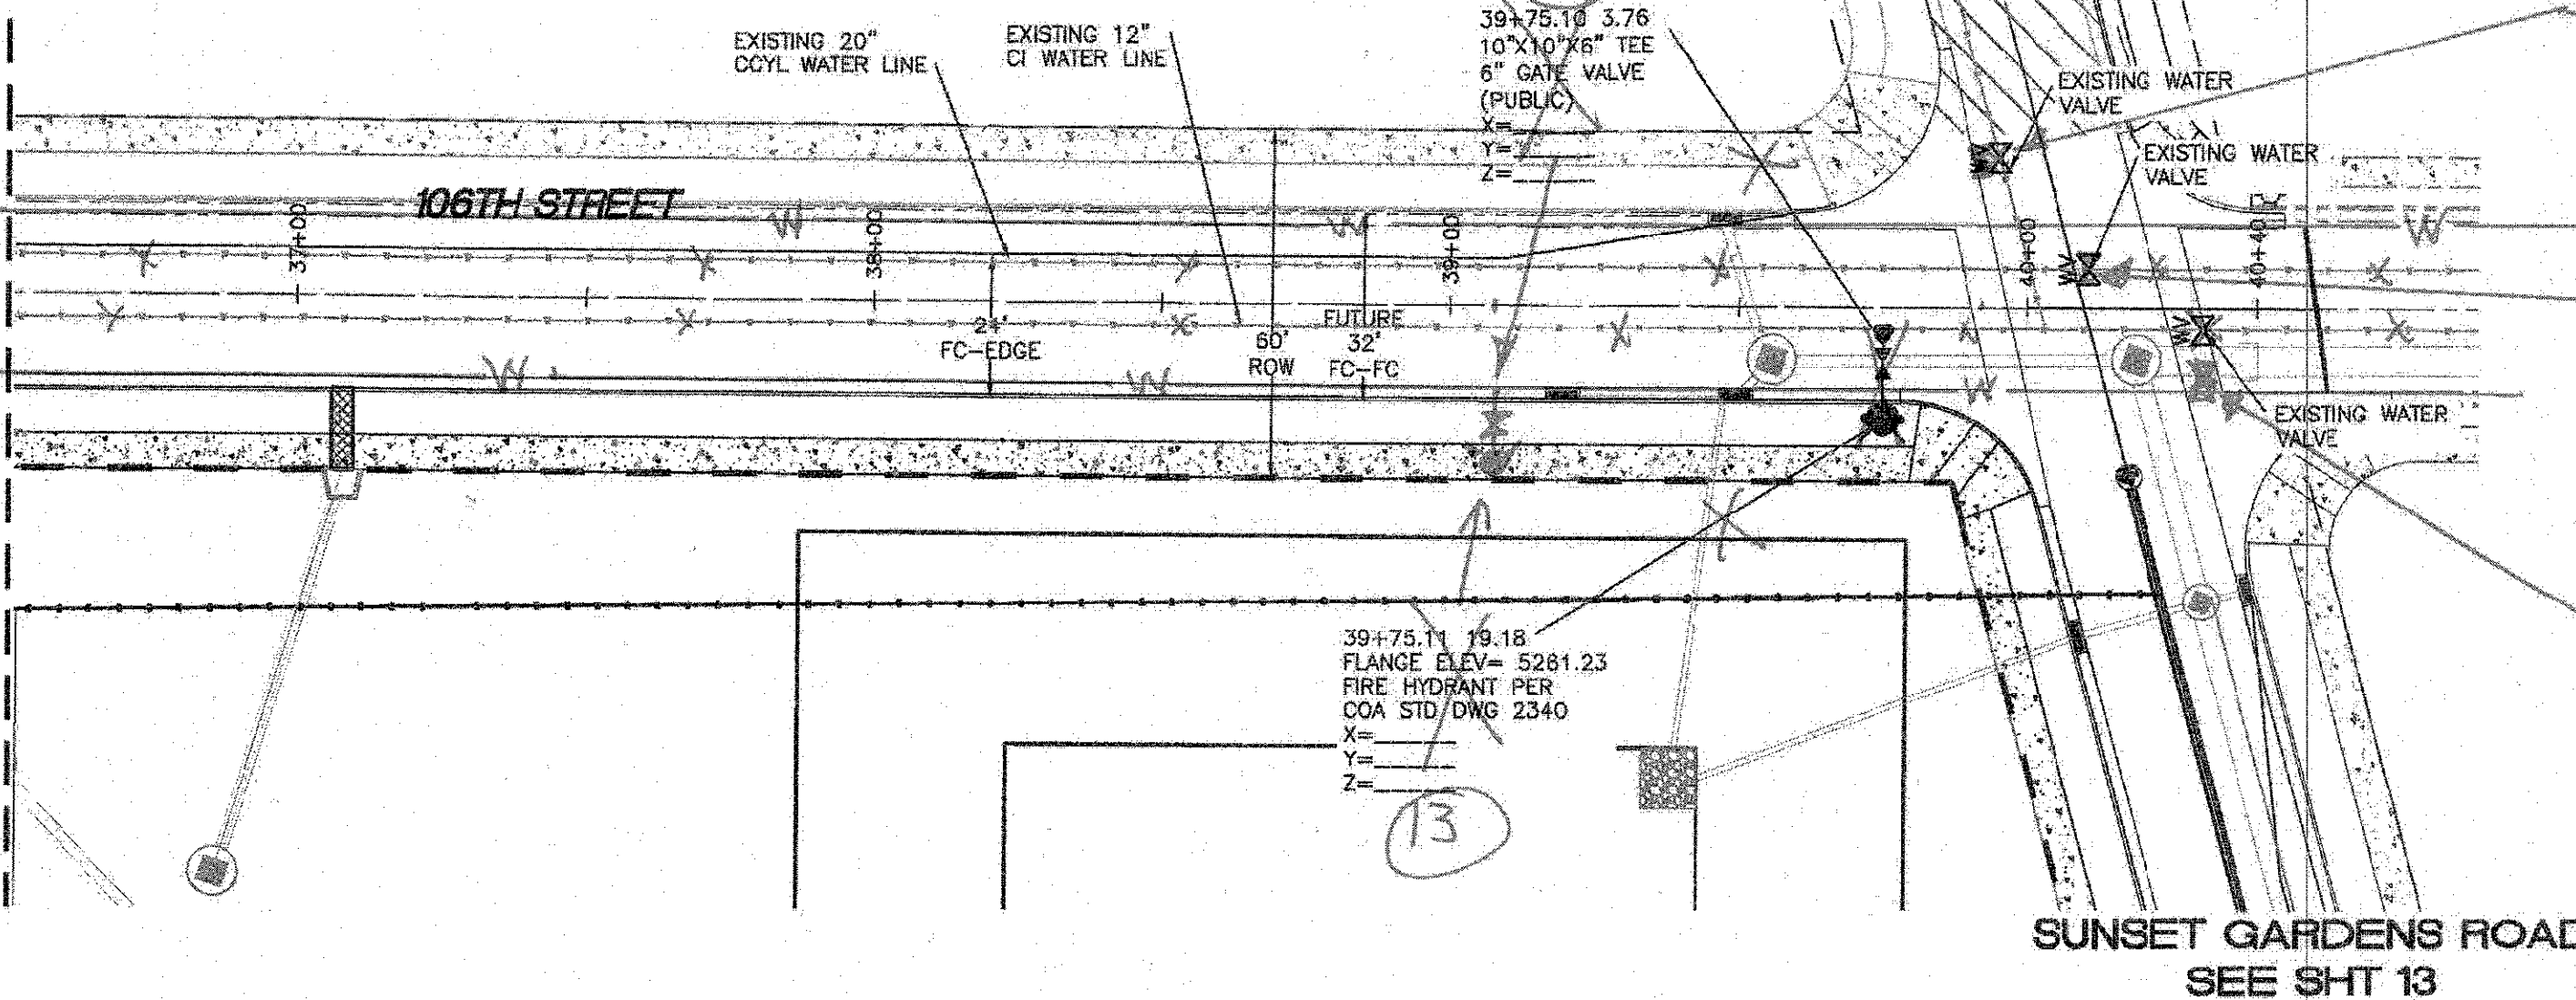 EXISTING 20"
CCYL WATER LINE
EXISTING 12"
CI WATER LINE
39+75.10 3.76
10"X10"X6" TEE
6" GATE VALVE
(PUBLIC)
X=
Y=
Z=
EXISTING WATER
VALVE
EXISTING WATER
VALVE
106TH STREET
W
W
W
37+00
38+00
39+00
40+00
40+40
WV
WV
24'
FC-EDGE
60'
ROW
FUTURE
32'
FC-FC
W
W
W
EXISTING WATER
VALVE
39+75.11 19.18
FLANGE ELEV= 5261.23
FIRE HYDRANT PER
COA STD DWG 2340
X=
Y=
Z=
13
SUNSET GARDENS ROAD
SEE SHT 13